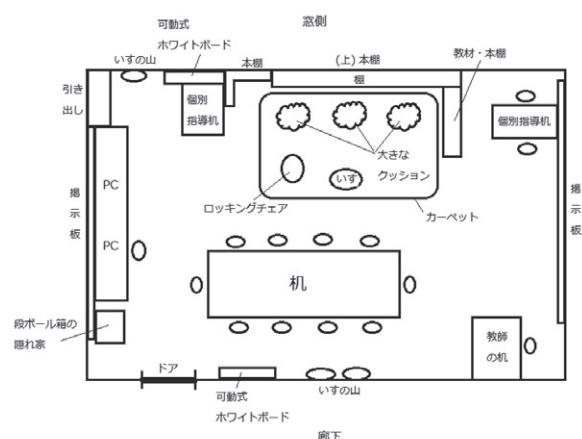 窓側
可動式
ホワイトボード
いすの山
本棚
(上)本棚
棚
教材・本棚
引き
出し
個別
指導机
個別指導机
大きな
クッション
いす
ロッキングチェア
カーペット
掲示板
PC
PC
掲示板
机
段ボール箱の
隠れ家
教師
の机
ドア
可動式
ホワイトボード
いすの山
廊下